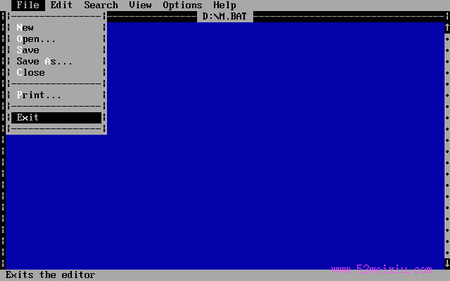 File Edit Search View Options Help
D:\M.BAT
New
Open...
Save
Save As...
Close
Print...
Exit
www.52weixiu.com
Exits the editor